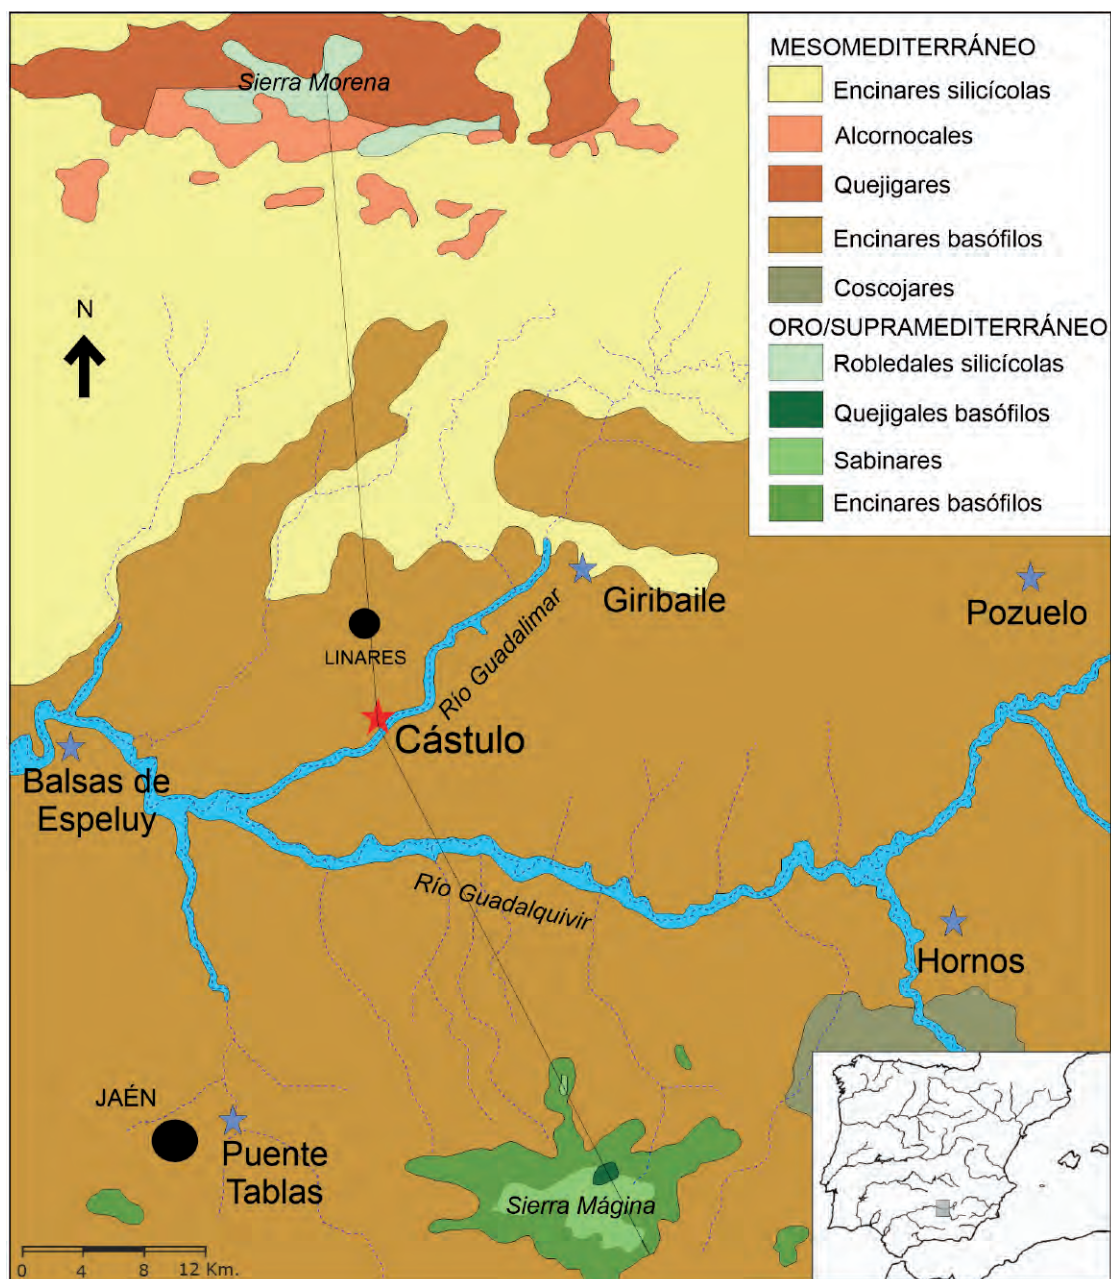 MESOMEDITERRÁNEO
Encinares silicícolas
Alcornocales
Quejigares
Encinares basófilos
Coscojares
ORO/SUPRAMEDITERRÁNEO
Robledales silicícolas
Quejigales basófilos
Sabinares
Encinares basófilos
Sierra Morena
N
Giribaile
Pozuelo
LINARES
Río Guadalimar
Cástulo
Balsas de
Espeluy
Río Guadalquivir
Hornos
JAÉN
Puente
Tablas
Sierra Mágina
0 4 8 12 Km.